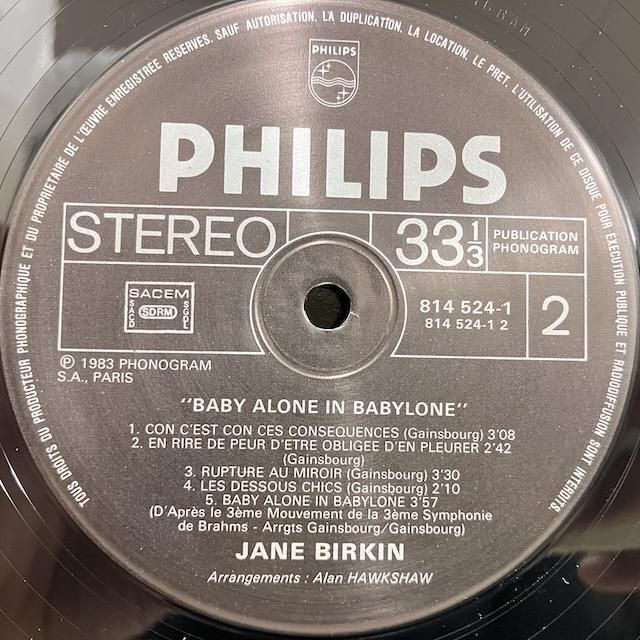 TOUS DROITS DU PRODUCTEUR PHONOGRAPHIQUE ET DU PROPRIETAIRE DE L'ŒUVRE ENREGISTREE RESERVES. SAUF AUTORISATION, LA DUPLICATION, LA LOCATION, LE PRET, L'UTILISATION DE CE DISQUE POUR EXECUTION PUBLIQUE ET RADIODIFFUSION SONT INTERDITS
PHILIPS
PHILIPS
STEREO
33 1/3
PUBLICATION
PHONOGRAM
SACEM
SACD
SDRM
SGDL
814 524-1
814 524-1 2
2
℗ 1983 PHONOGRAM
S.A., PARIS
"BABY ALONE IN BABYLONE"
1. CON C'EST CON CES CONSEQUENCES (Gainsbourg) 3'08
2. EN RIRE DE PEUR D'ETRE OBLIGEE D'EN PLEURER 2'42
(Gainsbourg)
3. RUPTURE AU MIROIR (Gainsbourg) 3'30
4. LES DESSOUS CHICS (Gainsbourg) 2'10
5. BABY ALONE IN BABYLONE 3'57
(D'Après le 3ème Mouvement de la 3ème Symphonie
de Brahms - Arrgts Gainsbourg/Gainsbourg)
JANE BIRKIN
Arrangements : Alan HAWKSHAW